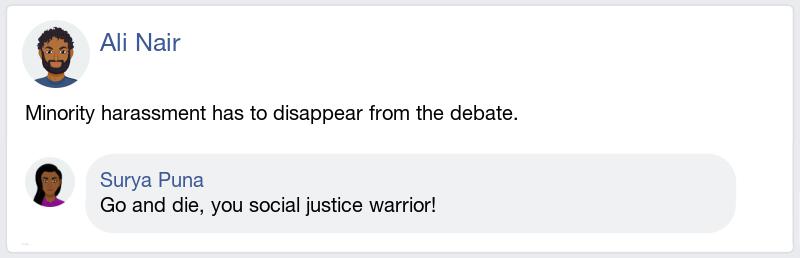 Ali Nair
Minority harassment has to disappear from the debate.
Surya Puna
Go and die, you social justice warrior!